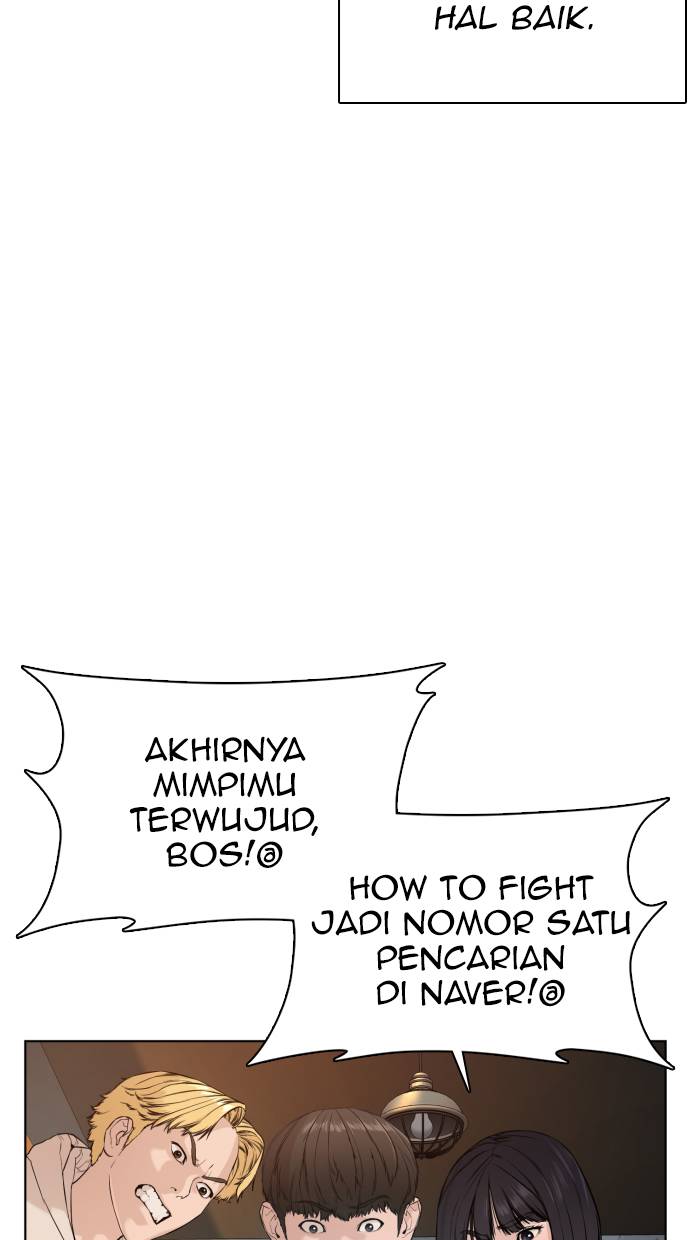 HAL BAIK.
AKHIRNYA
MIMPIMU
TERWUJUD,
BOS!@
HOW TO FIGHT
JADI NOMOR SATU
PENCARIAN
DI NAVER!@